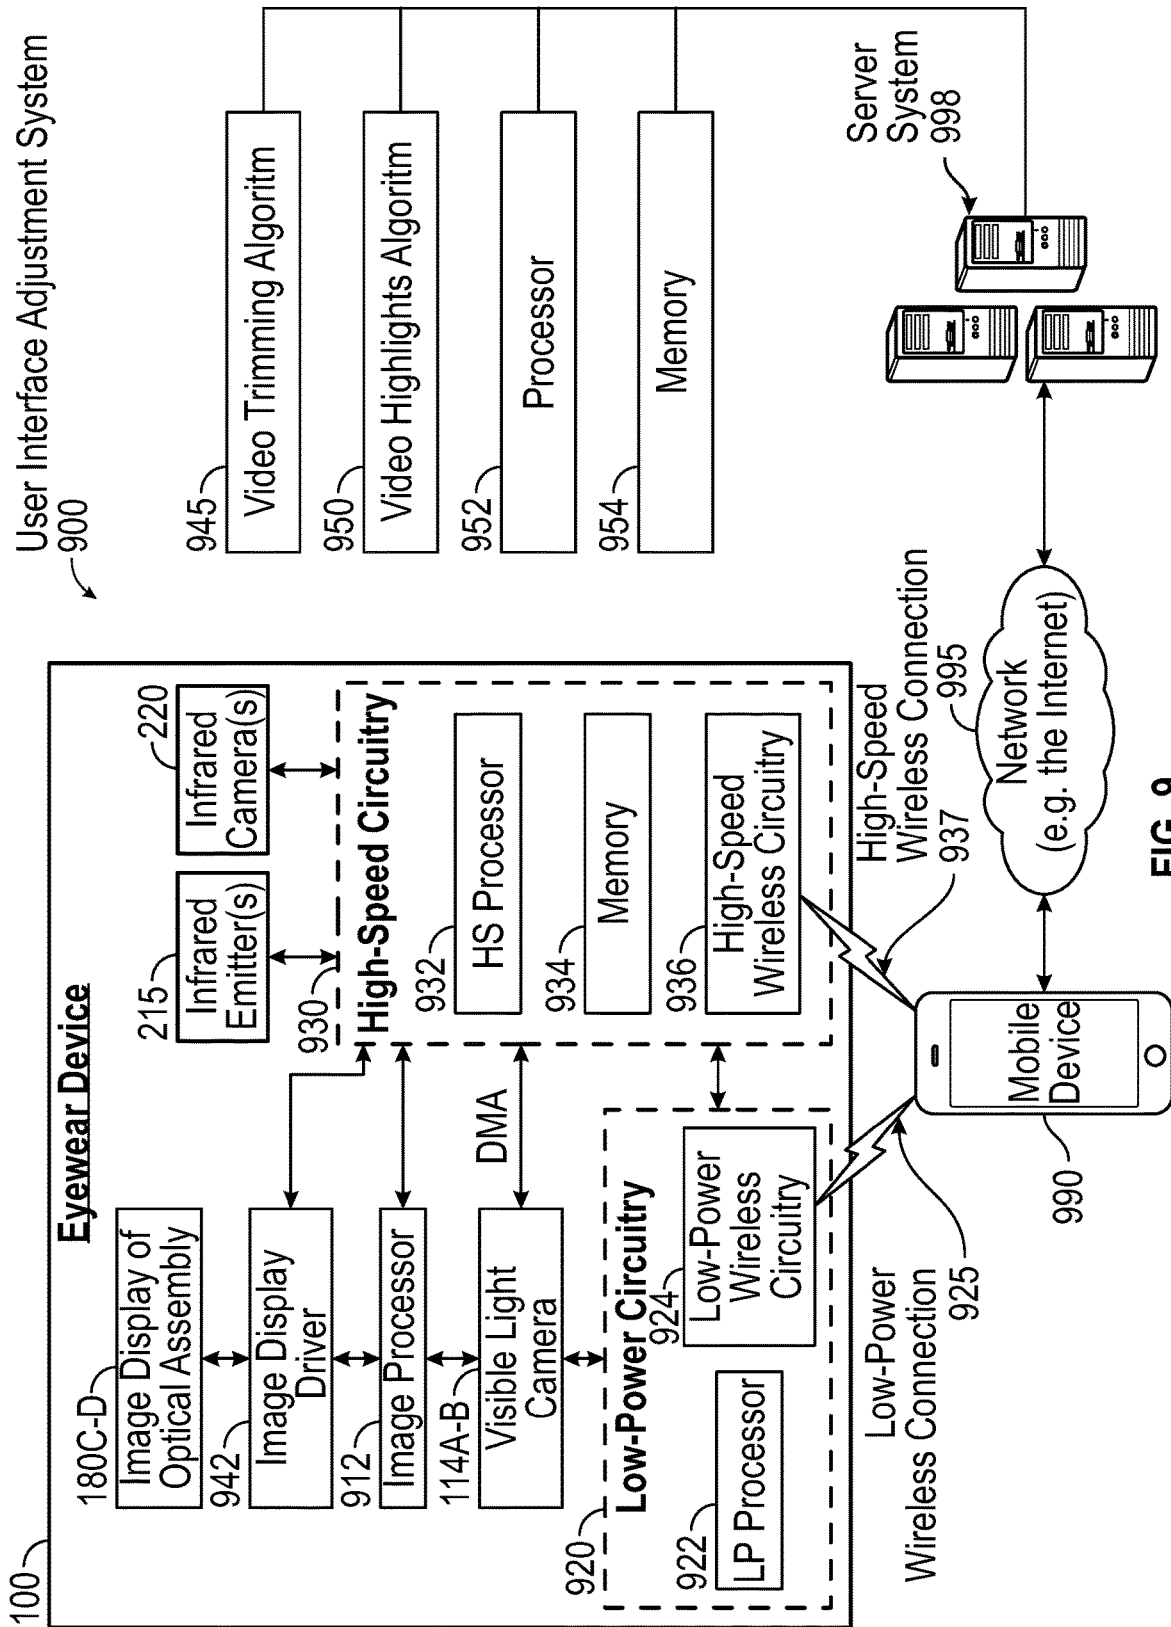 User Interface Adjustment System
900
100
Eyewear Device
180C-D
Image Display of
Optical Assembly
942
Image Display
Driver
912
Image Processor
114A-B
Visible Light
Camera
DMA
215
Infrared
Emitter(s)
220
Infrared
Camera(s)
930
High-Speed Circuitry
932
HS Processor
934
Memory
936
High-Speed
Wireless Circuitry
920
Low-Power Circuitry
922
LP Processor
924
Low-Power
Wireless
Circuitry
945
Video Trimming Algoritm
950
Video Highlights Algoritm
952
Processor
954
Memory
Low-Power
Wireless Connection
925
990
Mobile
Device
High-Speed
Wireless Connection
937
995
Network
(e.g. the Internet)
Server
System
998
FIG. 9